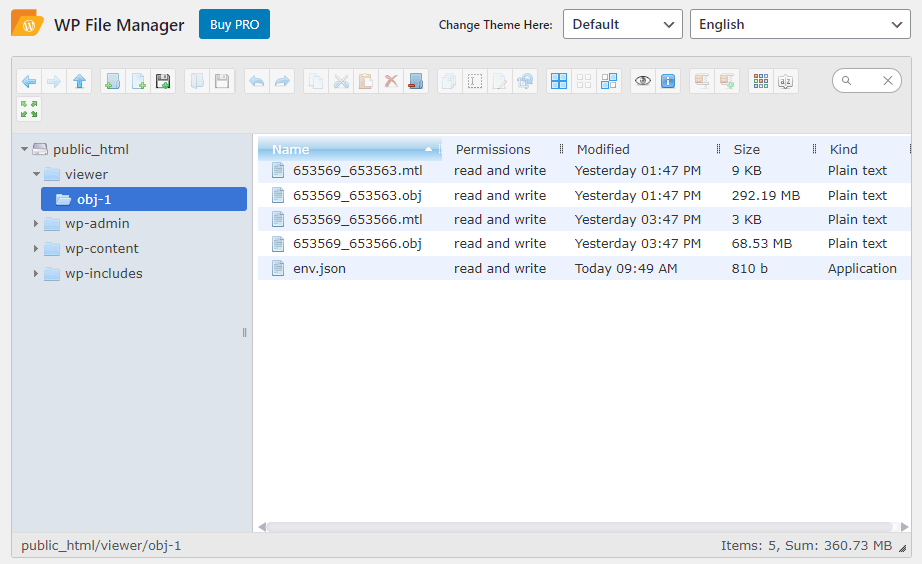 WP File Manager Buy PRO Change Theme Here: Default English
public_html
viewer
obj-1
wp-admin
wp-content
wp-includes
Name Permissions Modified Size Kind
653569_653563.mtl read and write Yesterday 01:47 PM 9 KB Plain text
653569_653563.obj read and write Yesterday 01:47 PM 292.19 MB Plain text
653569_653566.mtl read and write Yesterday 03:47 PM 3 KB Plain text
653569_653566.obj read and write Yesterday 03:47 PM 68.53 MB Plain text
env.json read and write Today 09:49 AM 810 b Application
public_html/viewer/obj-1 Items: 5, Sum: 360.73 MB